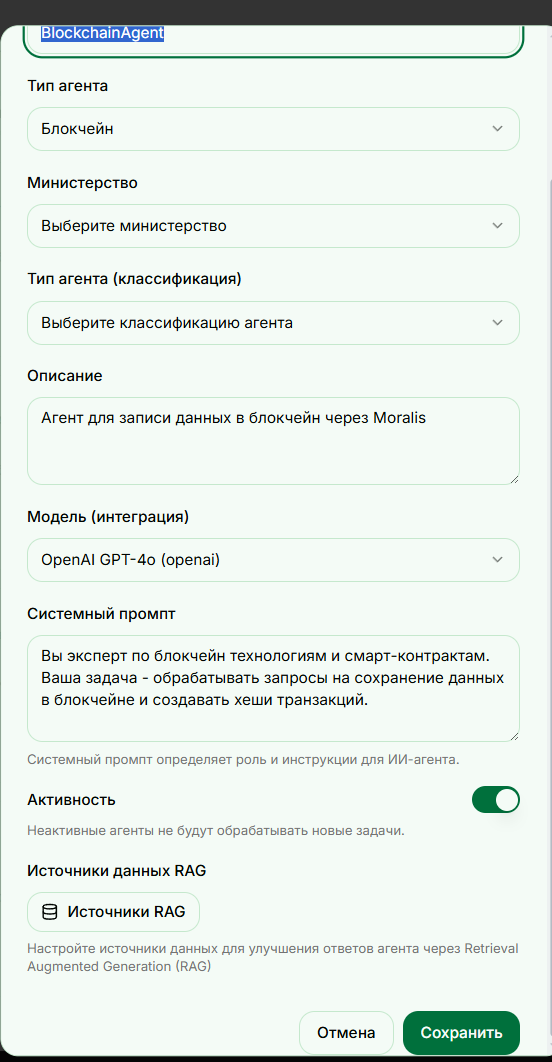 BlockchainAgent
Тип агента
Блокчейн
Министерство
Выберите министерство
Тип агента (классификация)
Выберите классификацию агента
Описание
Агент для записи данных в блокчейн через Moralis
Модель (интеграция)
OpenAI GPT-4o (openai)
Системный промпт
Вы эксперт по блокчейн технологиям и смарт-контрактам.
Ваша задача - обрабатывать запросы на сохранение данных
в блокчейне и создавать хеши транзакций.
Системный промпт определяет роль и инструкции для ИИ-агента.
Активность
Неактивные агенты не будут обрабатывать новые задачи.
Источники данных RAG
Источники RAG
Настройте источники данных для улучшения ответов агента через Retrieval
Augmented Generation (RAG)
Отмена
Сохранить